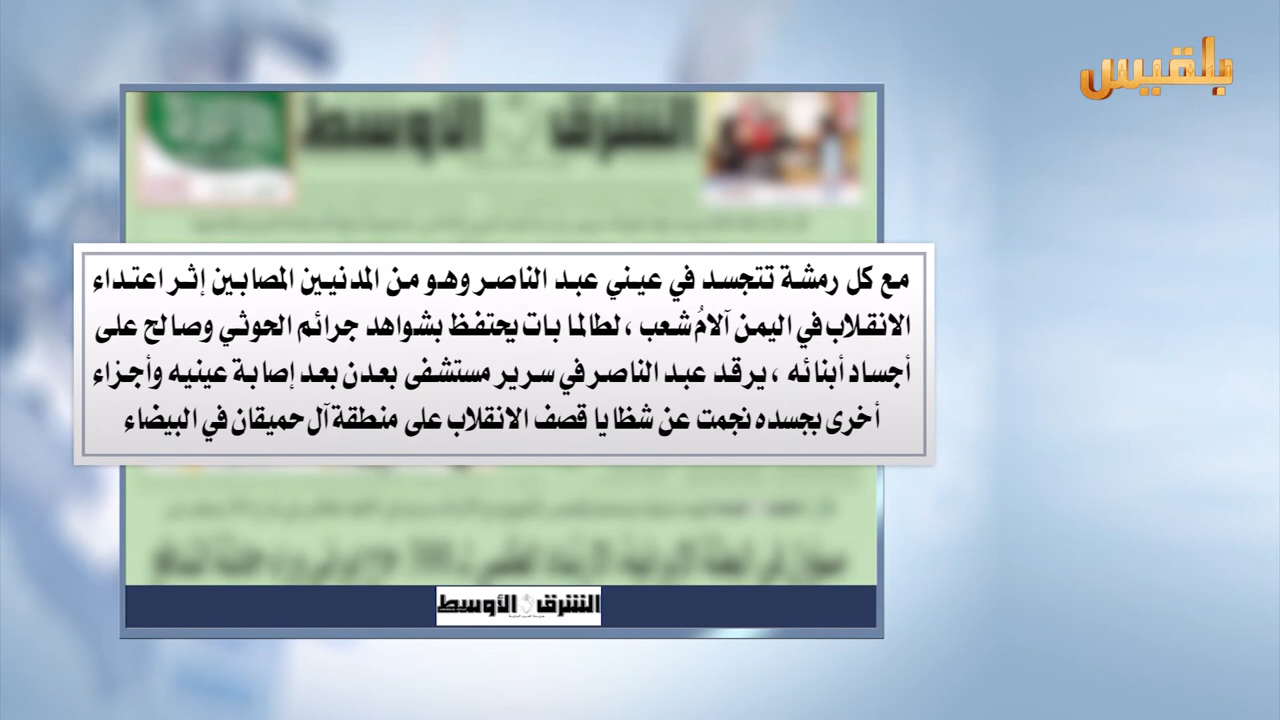 بلقيس
الشرق الأوسط
مع كل رمشة تتجسد في عيني عبد الناصر وهو من المدنيين المصابين إثر اعتداء
الانقلاب في اليمن آلامُ شعب ، لطالما بات يحتفظ بشواهد جرائم الحوثي وصالح على
أجساد أبنائه ، يرقد عبد الناصر في سرير مستشفى بعدن بعد إصابة عينيه وأجزاء
أخرى بجسده نجمت عن شظايا قصف الانقلاب على منطقة آل حميقان في البيضاء
الشرق الأوسط